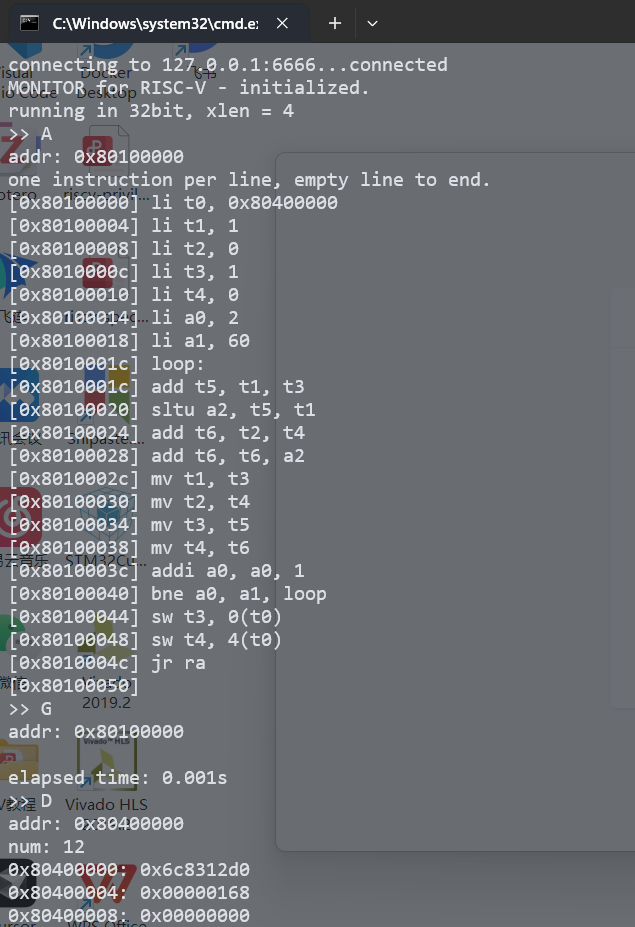 C:\Windows\system32\cmd.e
connecting to 127.0.0.1:6666...connected
MONITOR for RISC-V - initialized.
running in 32bit, xlen = 4
>> A
addr: 0x80100000
one instruction per line, empty line to end.
[0x80100000] li t0, 0x80400000
[0x80100004] li t1, 1
[0x80100008] li t2, 0
[0x8010000c] li t3, 1
[0x80100010] li t4, 0
[0x80100014] li a0, 2
[0x80100018] li a1, 60
[0x8010001c] loop:
[0x8010001c] add t5, t1, t3
[0x80100020] sltu a2, t5, t1
[0x80100024] add t6, t2, t4
[0x80100028] add t6, t6, a2
[0x8010002c] mv t1, t3
[0x80100030] mv t2, t4
[0x80100034] mv t3, t5
[0x80100038] mv t4, t6
[0x8010003c] addi a0, a0, 1
[0x80100040] bne a0, a1, loop
[0x80100044] sw t3, 0(t0)
[0x80100048] sw t4, 4(t0)
[0x8010004c] jr ra
[0x80100050]
2019.2
>> G
addr: 0x80100000
elapsed time: 0.001s
Vivado HLS
>> D
addr: 0x80400000
num: 12
0x80400000: 0x6c8312d0
0x80400004: 0x00000168
0x80400008: 0x00000000